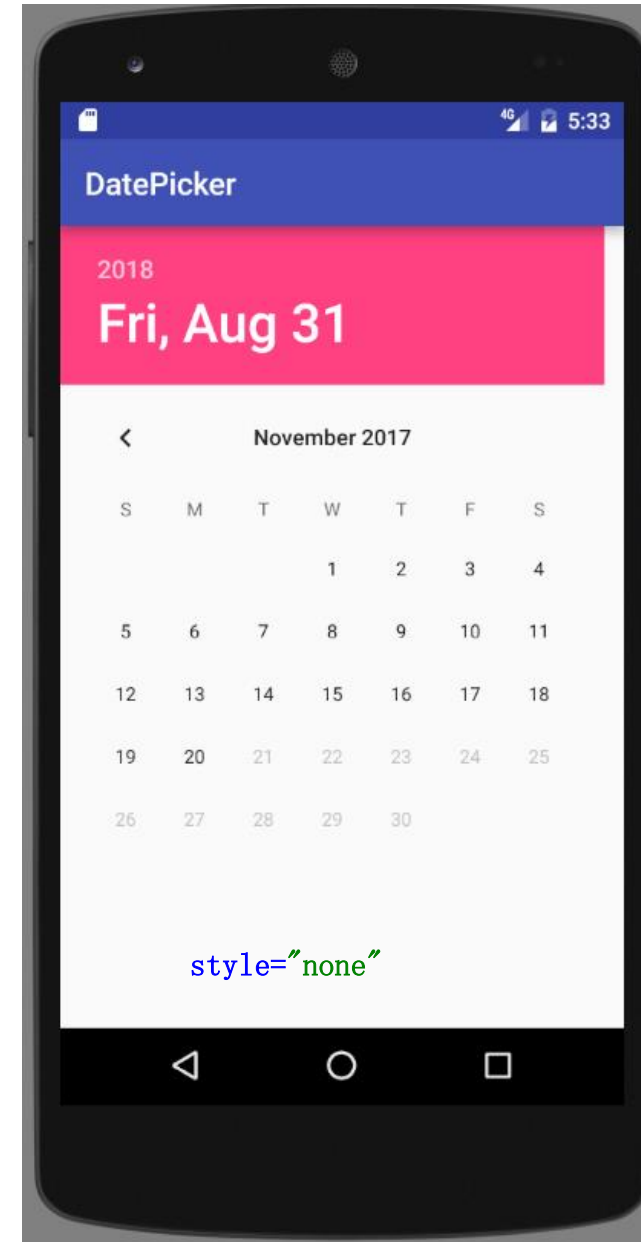 4G 5:33
DatePicker
2018
Fri, Aug 31
November 2017
S M T W T F S
1 2 3 4
5 6 7 8 9 10 11
12 13 14 15 16 17 18
19 20 21 22 23 24 25
26 27 28 29 30
style="none"